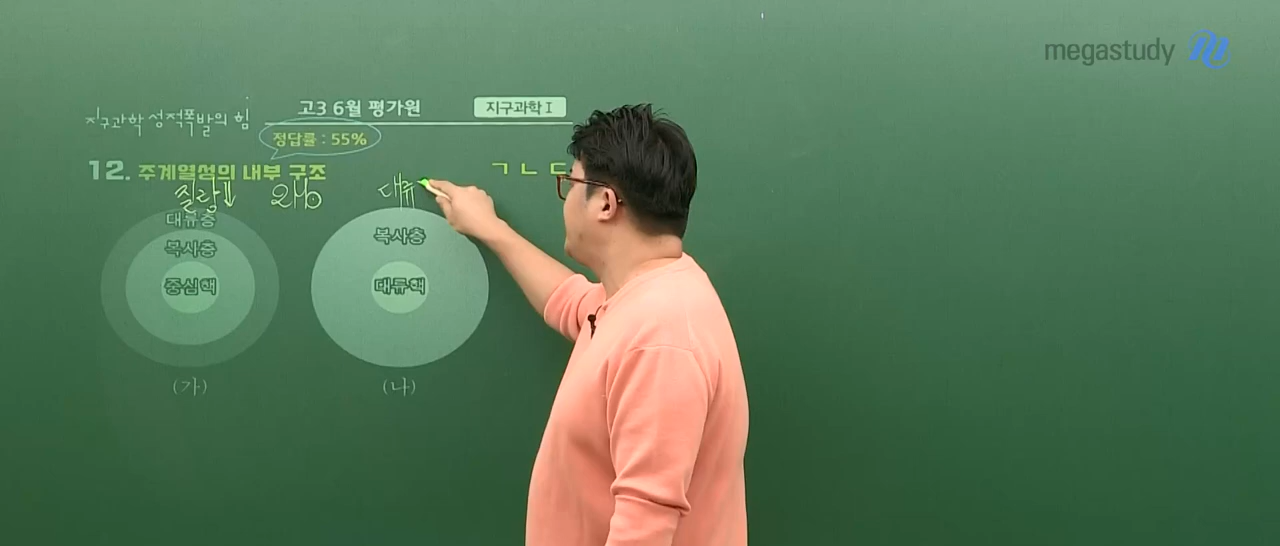 megastudy
지구과학 성적폭발의 힘
고3 6월 평가원
지구과학 I
정답률 : 55%
12. 주계열성의 내부 구조
ㄱ ㄴ ㄷ
질량 2M 대류
대류층
복사층
중심핵
복사층
대류핵
(가)
(나)